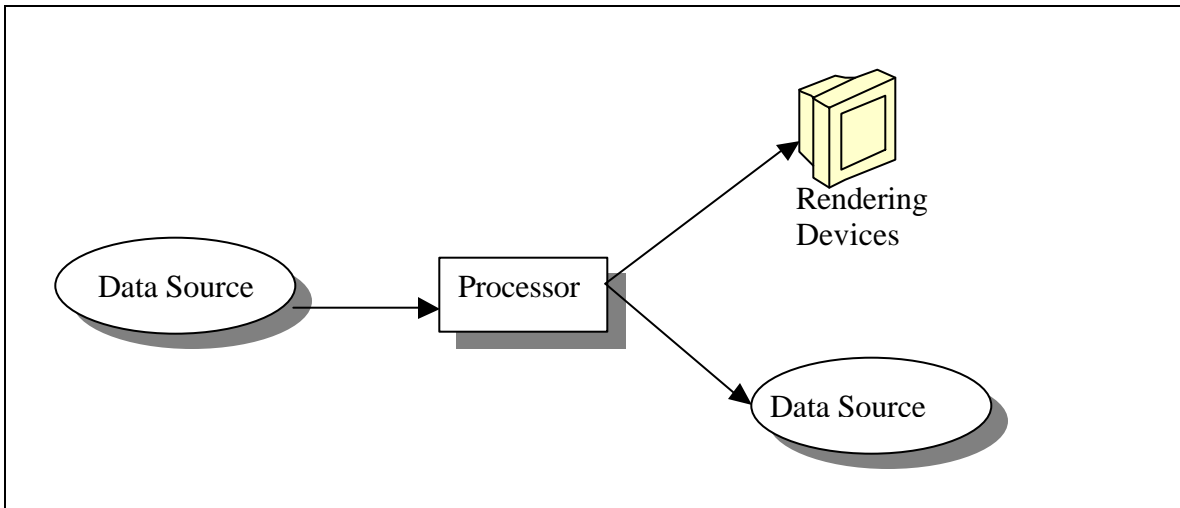 Rendering
Devices
Data Source
Processor
Data Source